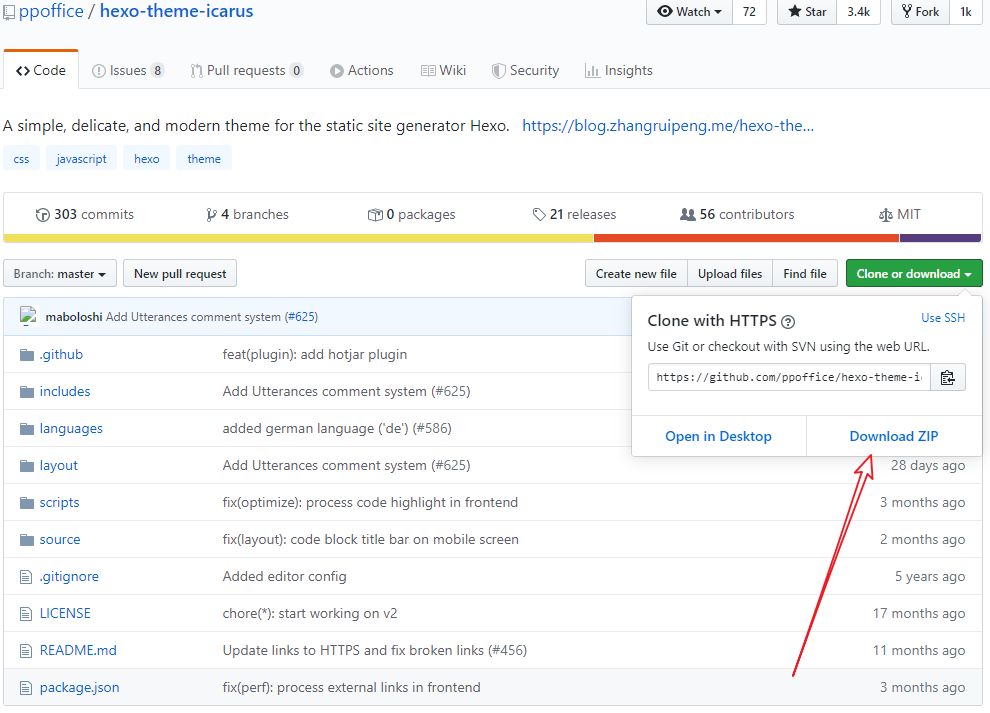 ppoffice / hexo-theme-icarus
Watch 72 Star 3.4k Fork 1k
Code Issues 8 Pull requests 0 Actions Wiki Security Insights
A simple, delicate, and modern theme for the static site generator Hexo. https://blog.zhangruipeng.me/hexo-the...
css javascript hexo theme
303 commits 4 branches 0 packages 21 releases 56 contributors MIT
Branch: master New pull request Create new file Upload files Find file Clone or download
maboloshi Add Utterances comment system (#625)
Clone with HTTPS Use SSH
Use Git or checkout with SVN using the web URL.
https://github.com/ppoffice/hexo-theme-ic
Open in Desktop Download ZIP
.github feat(plugin): add hotjar plugin
includes Add Utterances comment system (#625)
languages added german language ('de') (#586)
layout Add Utterances comment system (#625) 28 days ago
scripts fix(optimize): process code highlight in frontend 3 months ago
source fix(layout): code block title bar on mobile screen 2 months ago
.gitignore Added editor config 5 years ago
LICENSE chore(*): start working on v2 17 months ago
README.md Update links to HTTPS and fix broken links (#456) 11 months ago
package.json fix(perf): process external links in frontend 3 months ago